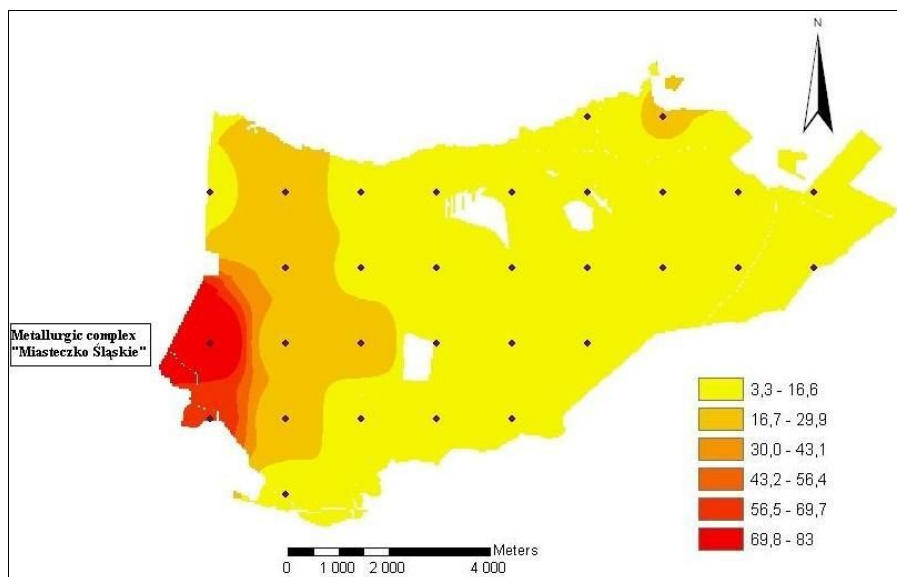 N
Metallurgic complex
"Miasteczko Śląskie"
3,3 - 16,6
16,7 - 29,9
30,0 - 43,1
43,2 - 56,4
56,5 - 69,7
69,8 - 83
Meters
0 1 000 2 000 4 000